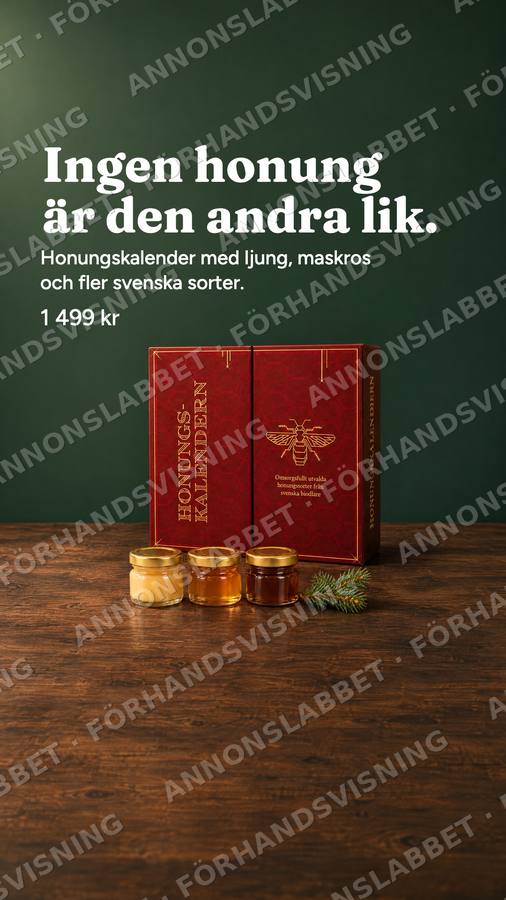 Ingen honung
är den andra lik.
Honungskalender med ljung, maskros
och fler svenska sorter.
1 499 kr
HONUNGS-
KALENDERN
Omsorgsfullt utvalda
honungssorter från
svenska biodlare
HONUNGSKALENDERN
ANNONSLABBET · FÖRHANDSVISNING